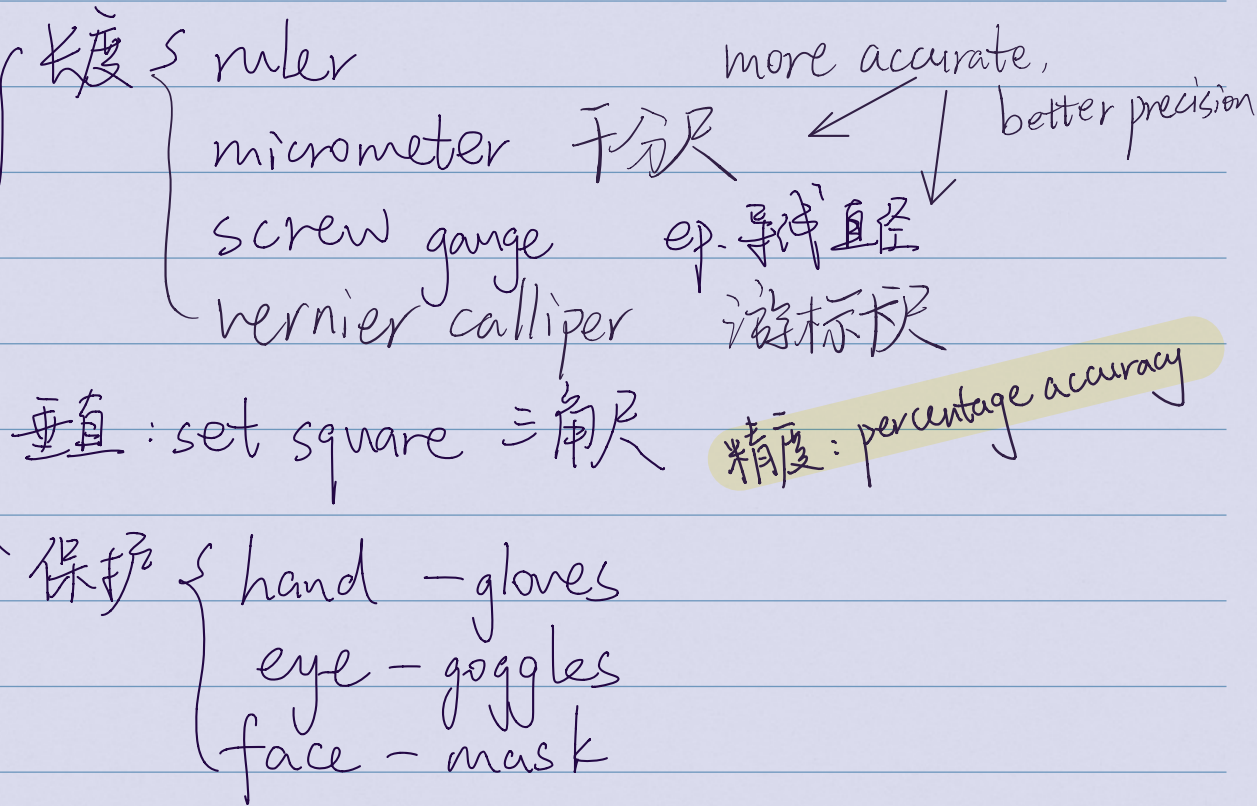 长度 { ruler
more accurate,
better precision
micrometer 千分尺
screw gauge ep. 导线直径
vernier calliper 游标卡尺
垂直: set square 三角尺
精度: percentage accuracy
保护 { hand - gloves
eye - goggles
face - mask